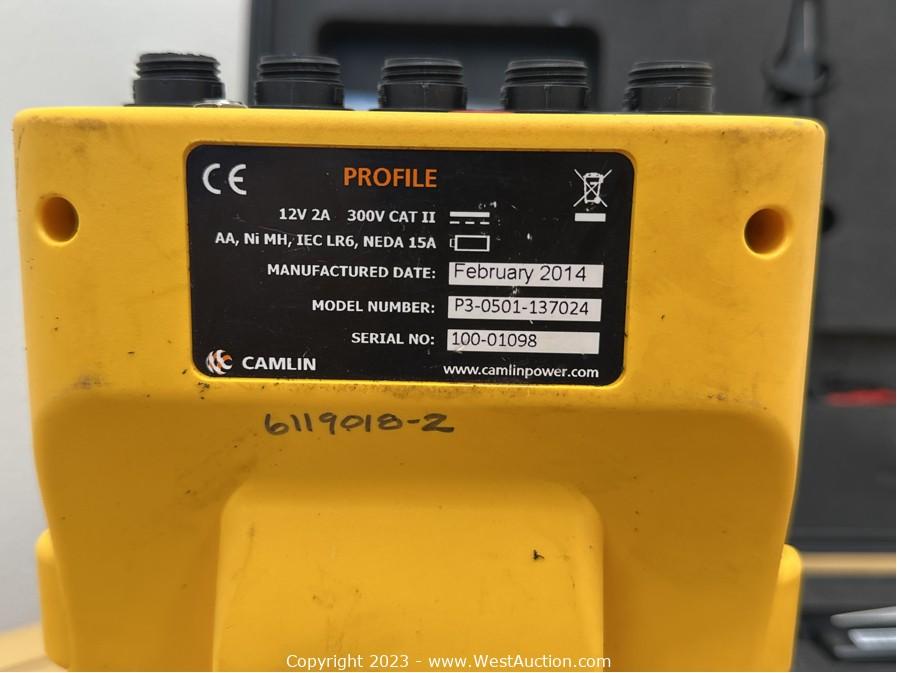 CE PROFILE
12V 2A 300V CAT II
AA, Ni MH, IEC LR6, NEDA 15A
MANUFACTURED DATE: February 2014
MODEL NUMBER: P3-0501-137024
SERIAL NO: 100-01098
CAMLIN www.camlinpower.com
6119018-2
Copyright 2023 - www.WestAuction.com